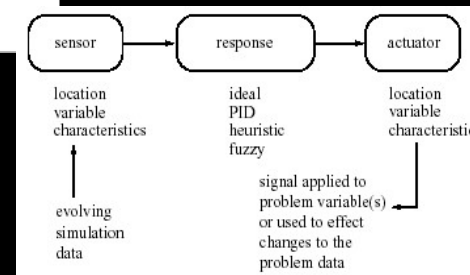 sensor
response
actuator
location
variable
characteristics
ideal
PID
heuristic
fuzzy
location
variable
characteristic
evolving
simulation
data
signal applied to
problem variable(s)
or used to effect
changes to the
problem data